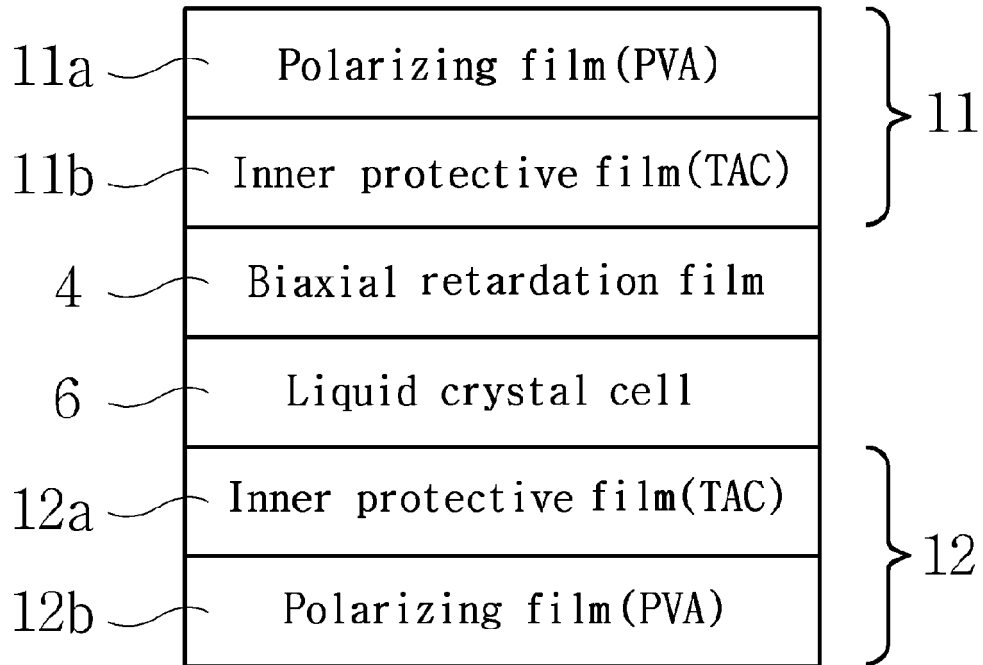 11a Polarizing film(PVA)
11
11b Inner protective film(TAC)
4 Biaxial retardation film
6 Liquid crystal cell
12a Inner protective film(TAC)
12
12b Polarizing film(PVA)